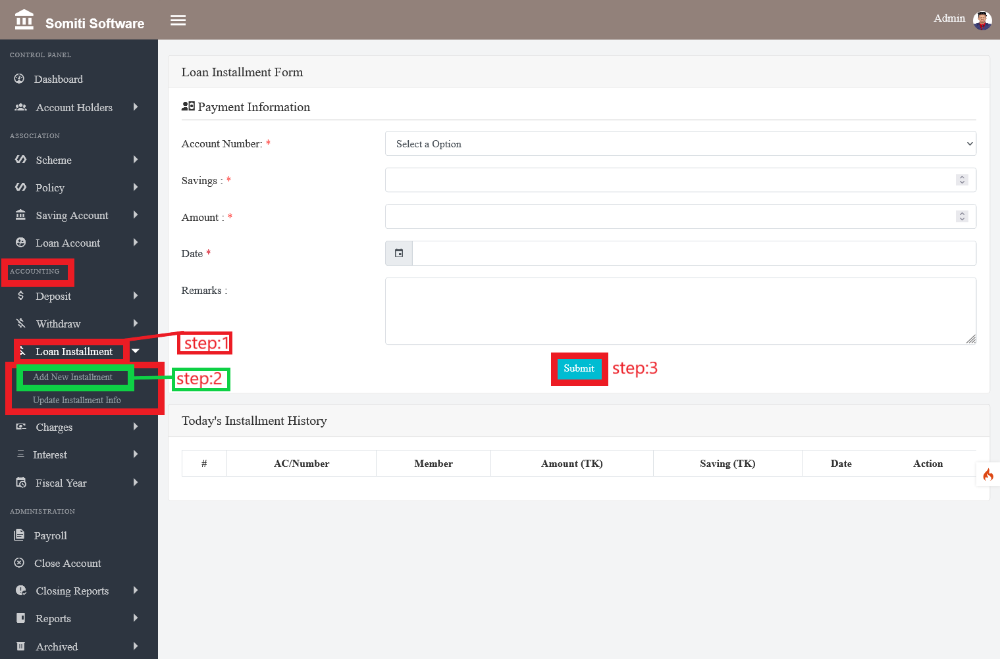 Somiti Software
Admin
CONTROL PANEL
Dashboard
Account Holders
ASSOCIATION
Scheme
Policy
Saving Account
Loan Account
ACCOUNTING
Deposit
Withdraw
Loan Installment
step:1
Add New Installment
step:2
Update Installment Info
Charges
Interest
Fiscal Year
ADMINISTRATION
Payroll
Close Account
Closing Reports
Reports
Archived
Loan Installment Form
Payment Information
Account Number: *
Select a Option
Savings : *
Amount : *
Date *
Remarks :
Submit step:3
Today's Installment History
# AC/Number Member Amount (TK) Saving (TK) Date Action